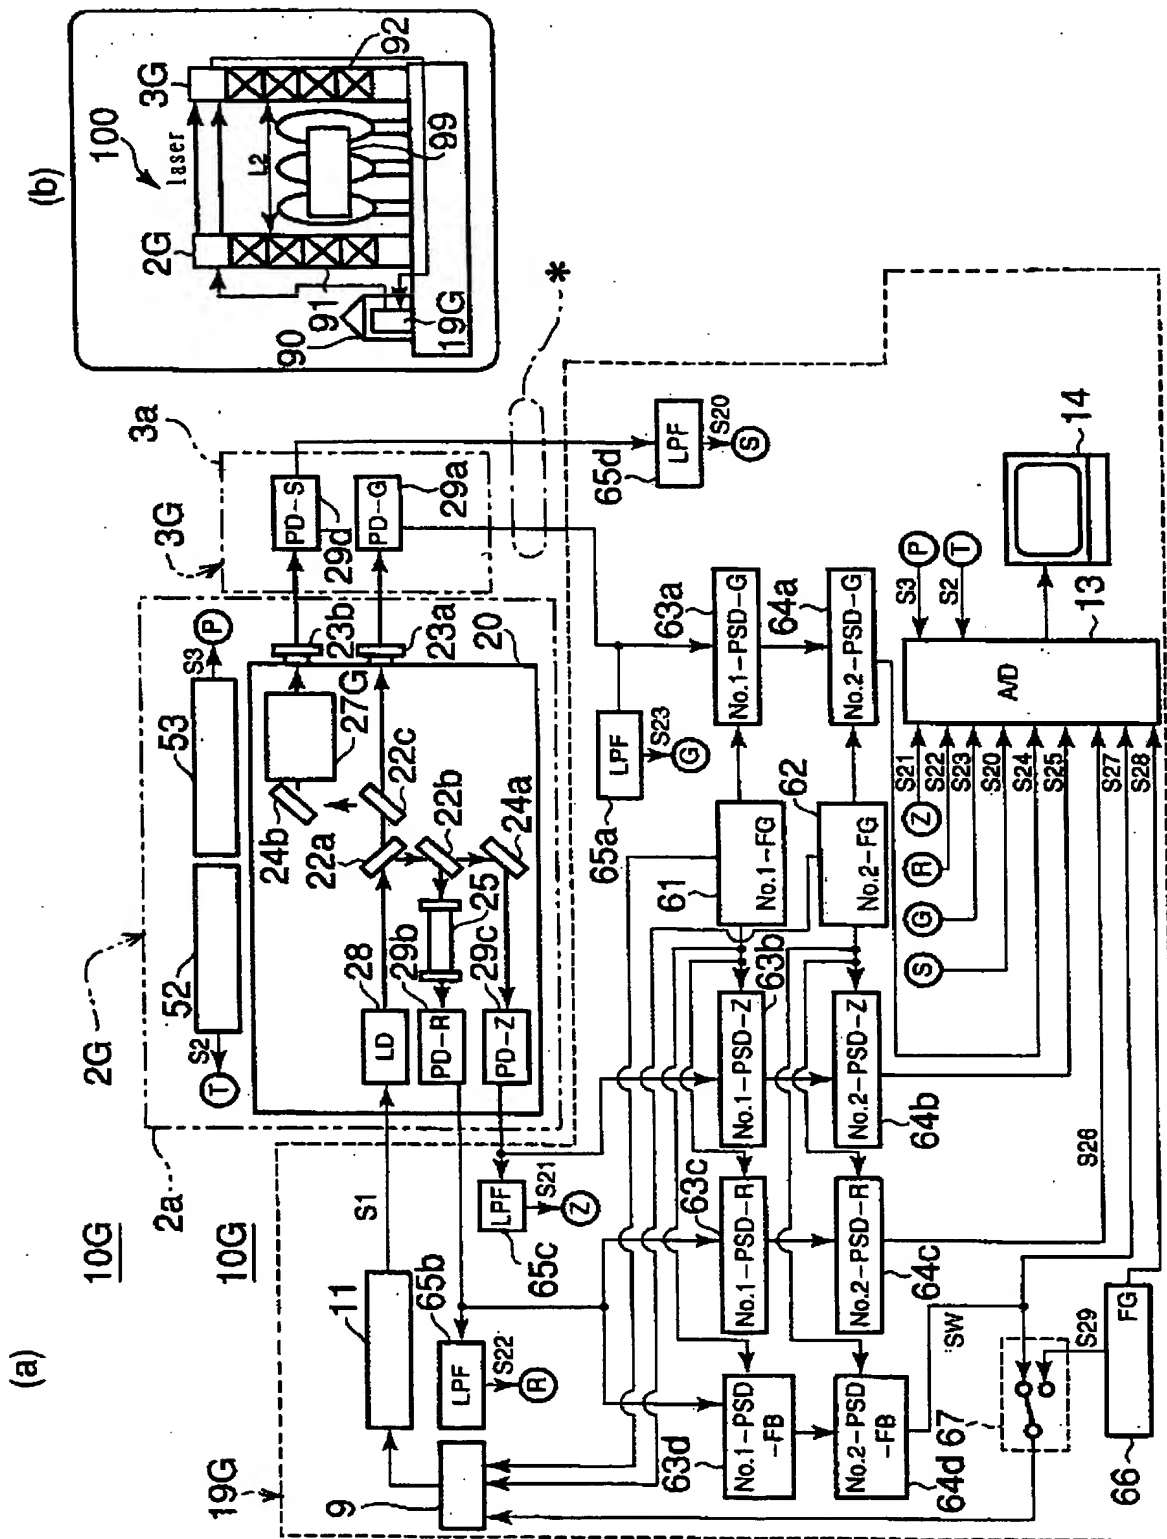 (a)
10G
10G
19G
9
11
S1
65b
LPF
S22
R
65c
LPF
S21
Z
2a
2G
52
S2
T
53
S3
P
28
LD
29b
PD-R
29c
PD-Z
25
22a
22b
22c
24a
24b
27G
20
23a
23b
3G
3a
PD-S
29d
PD-G
29a
*
65d
LPF
S20
S
65a
LPF
S23
G
63a
No.1-PSD-G
64a
No.2-PSD-G
61
No.1-FG
62
No.2-FG
63b
No.1-PSD-Z
64b
No.2-PSD-Z
63c
No.1-PSD-R
64c
No.2-PSD-R
63d
No.1-PSD
-FB
64d
No.2-PSD
-FB
SW
67
S29
66
FG
S
G
R
Z
S21
S22
S23
S20
S24
S25
S26
S27
S28
A/D
13
14
S3
P
S2
T
(b)
100
laser
2G
3G
L2
90
91
92
99
19G